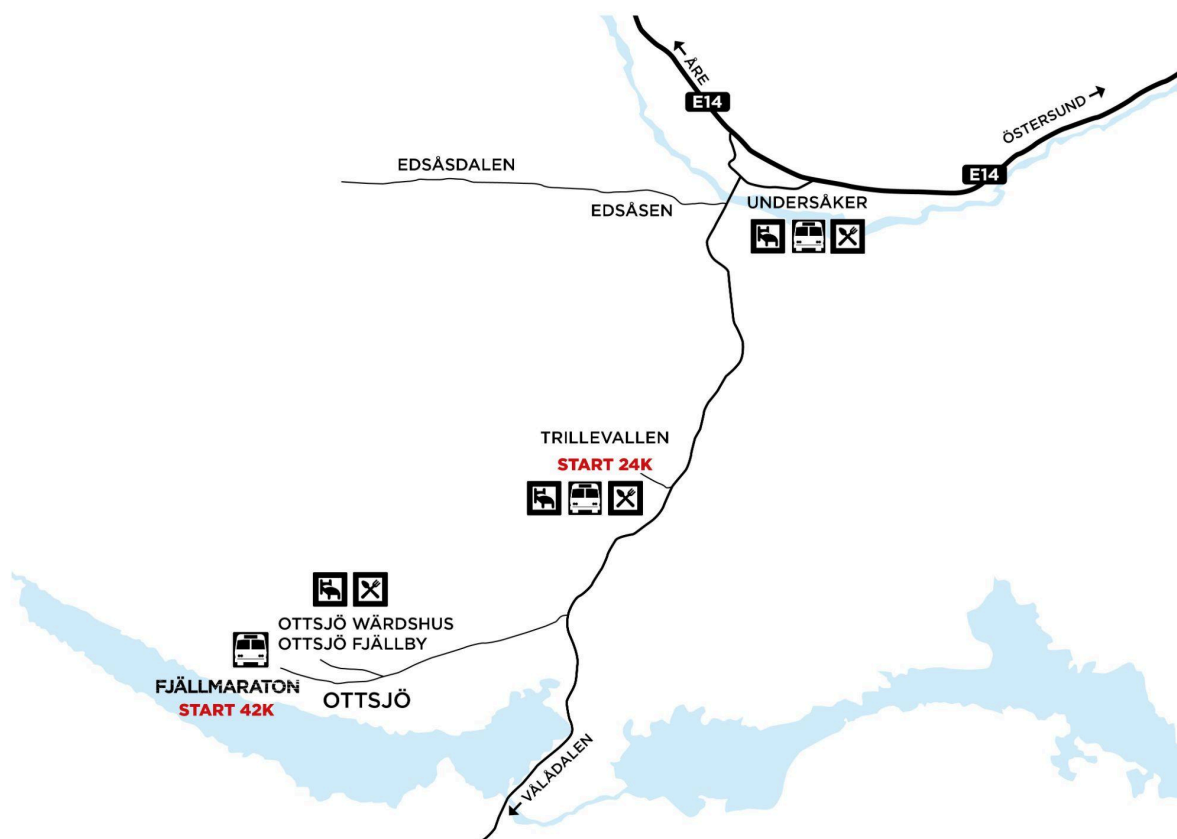 ÅRE
E14
ÖSTERSUND
E14
EDSÅSDALEN
EDSÅSEN
UNDERSÅKER
TRILLEVALLEN
START 24K
OTTSJÖ WÄRDSHUS
OTTSJÖ FJÄLLBY
FJÄLLMARATON
START 42K
OTTSJÖ
VÅLÅDALEN